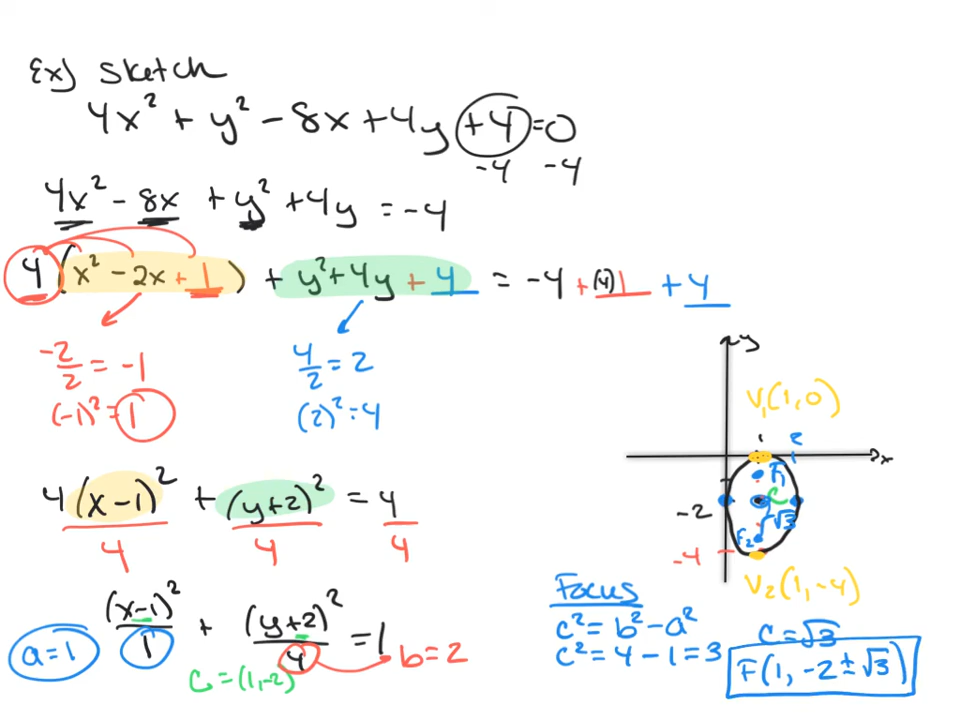 Ex) Sketch
4x² + y² - 8x + 4y + 4 = 0
-4 -4
4x² - 8x + y² + 4y = -4
4(x² - 2x + 1) + y² + 4y + 4 = -4 + (4)1 + 4
-2/2 = -1
4/2 = 2
(-1)² = 1
(2)² = 4
4(x-1)² + (y+2)² = 4
4 4 4
(x-1)²/1 + (y+2)²/4 = 1
a=1
b=2
C=(1,-2)
y
V₁(1,0)
1 2
x
F₁
C
-2
√3
F₂
-4
V₂(1,-4)
Focus
c² = b² - a²
c² = 4 - 1 = 3
c = √3
F(1, -2 ± √3)